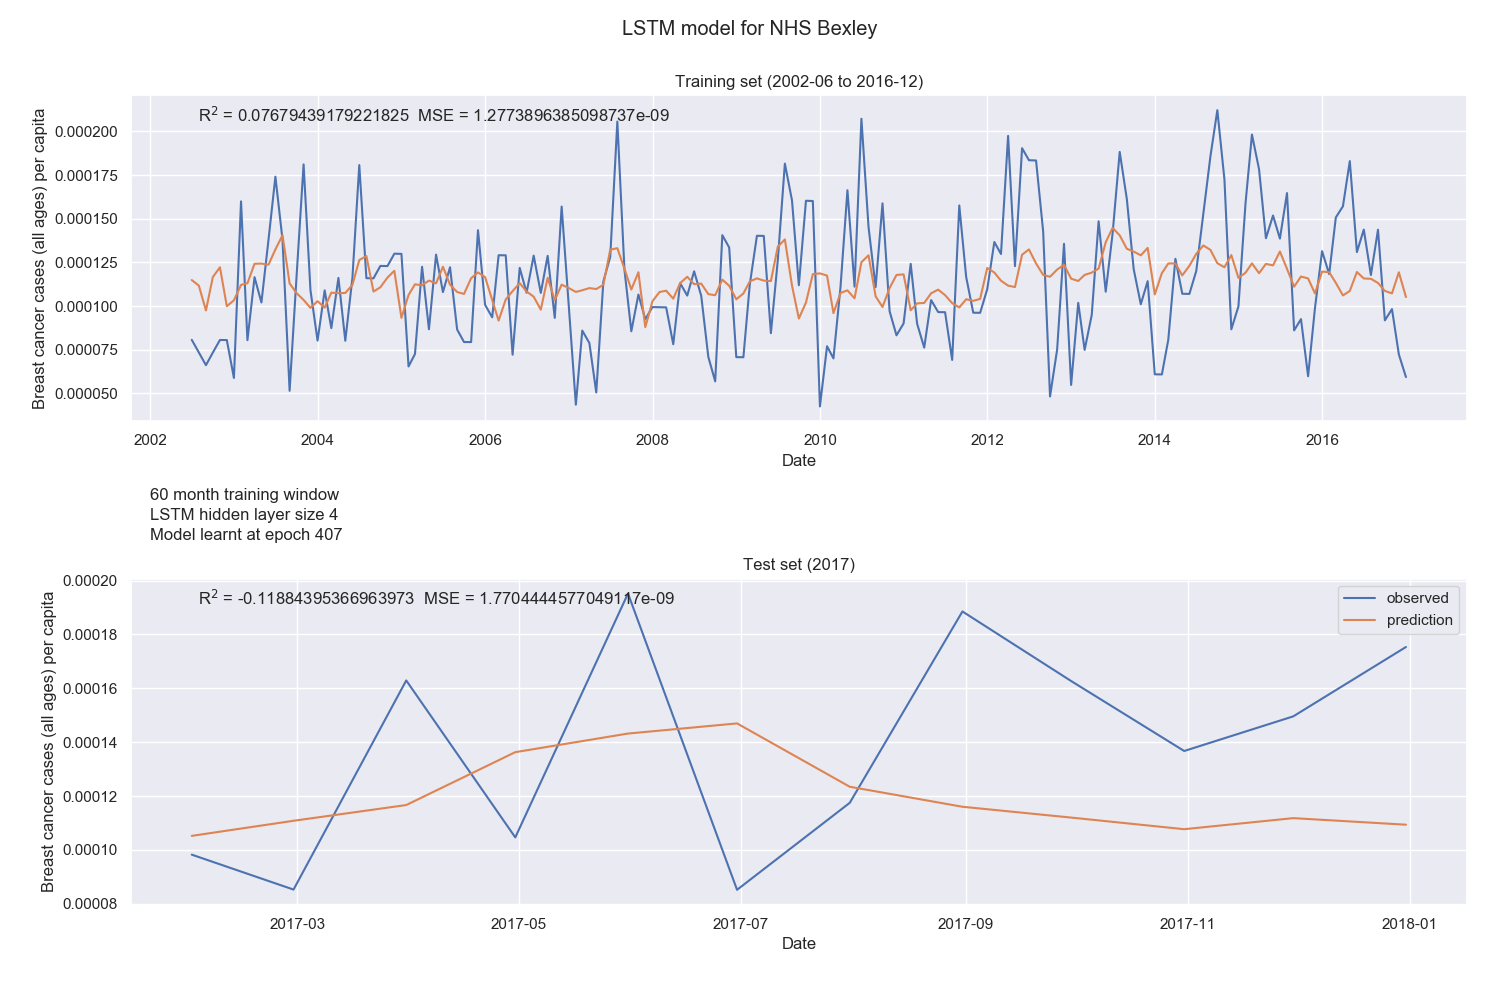 LSTM model for NHS Bexley
Training set (2002-06 to 2016-12)
R² = 0.07679439179221825 MSE = 1.2773896385098737e-09
Breast cancer cases (all ages) per capita
0.000200
0.000175
0.000150
0.000125
0.000100
0.000075
0.000050
2002 2004 2006 2008 2010 2012 2014 2016
Date
60 month training window
LSTM hidden layer size 4
Model learnt at epoch 407
Test set (2017)
R² = -0.11884395366963973 MSE = 1.7704444577049117e-09
observed
prediction
Breast cancer cases (all ages) per capita
0.00020
0.00018
0.00016
0.00014
0.00012
0.00010
0.00008
2017-03 2017-05 2017-07 2017-09 2017-11 2018-01
Date